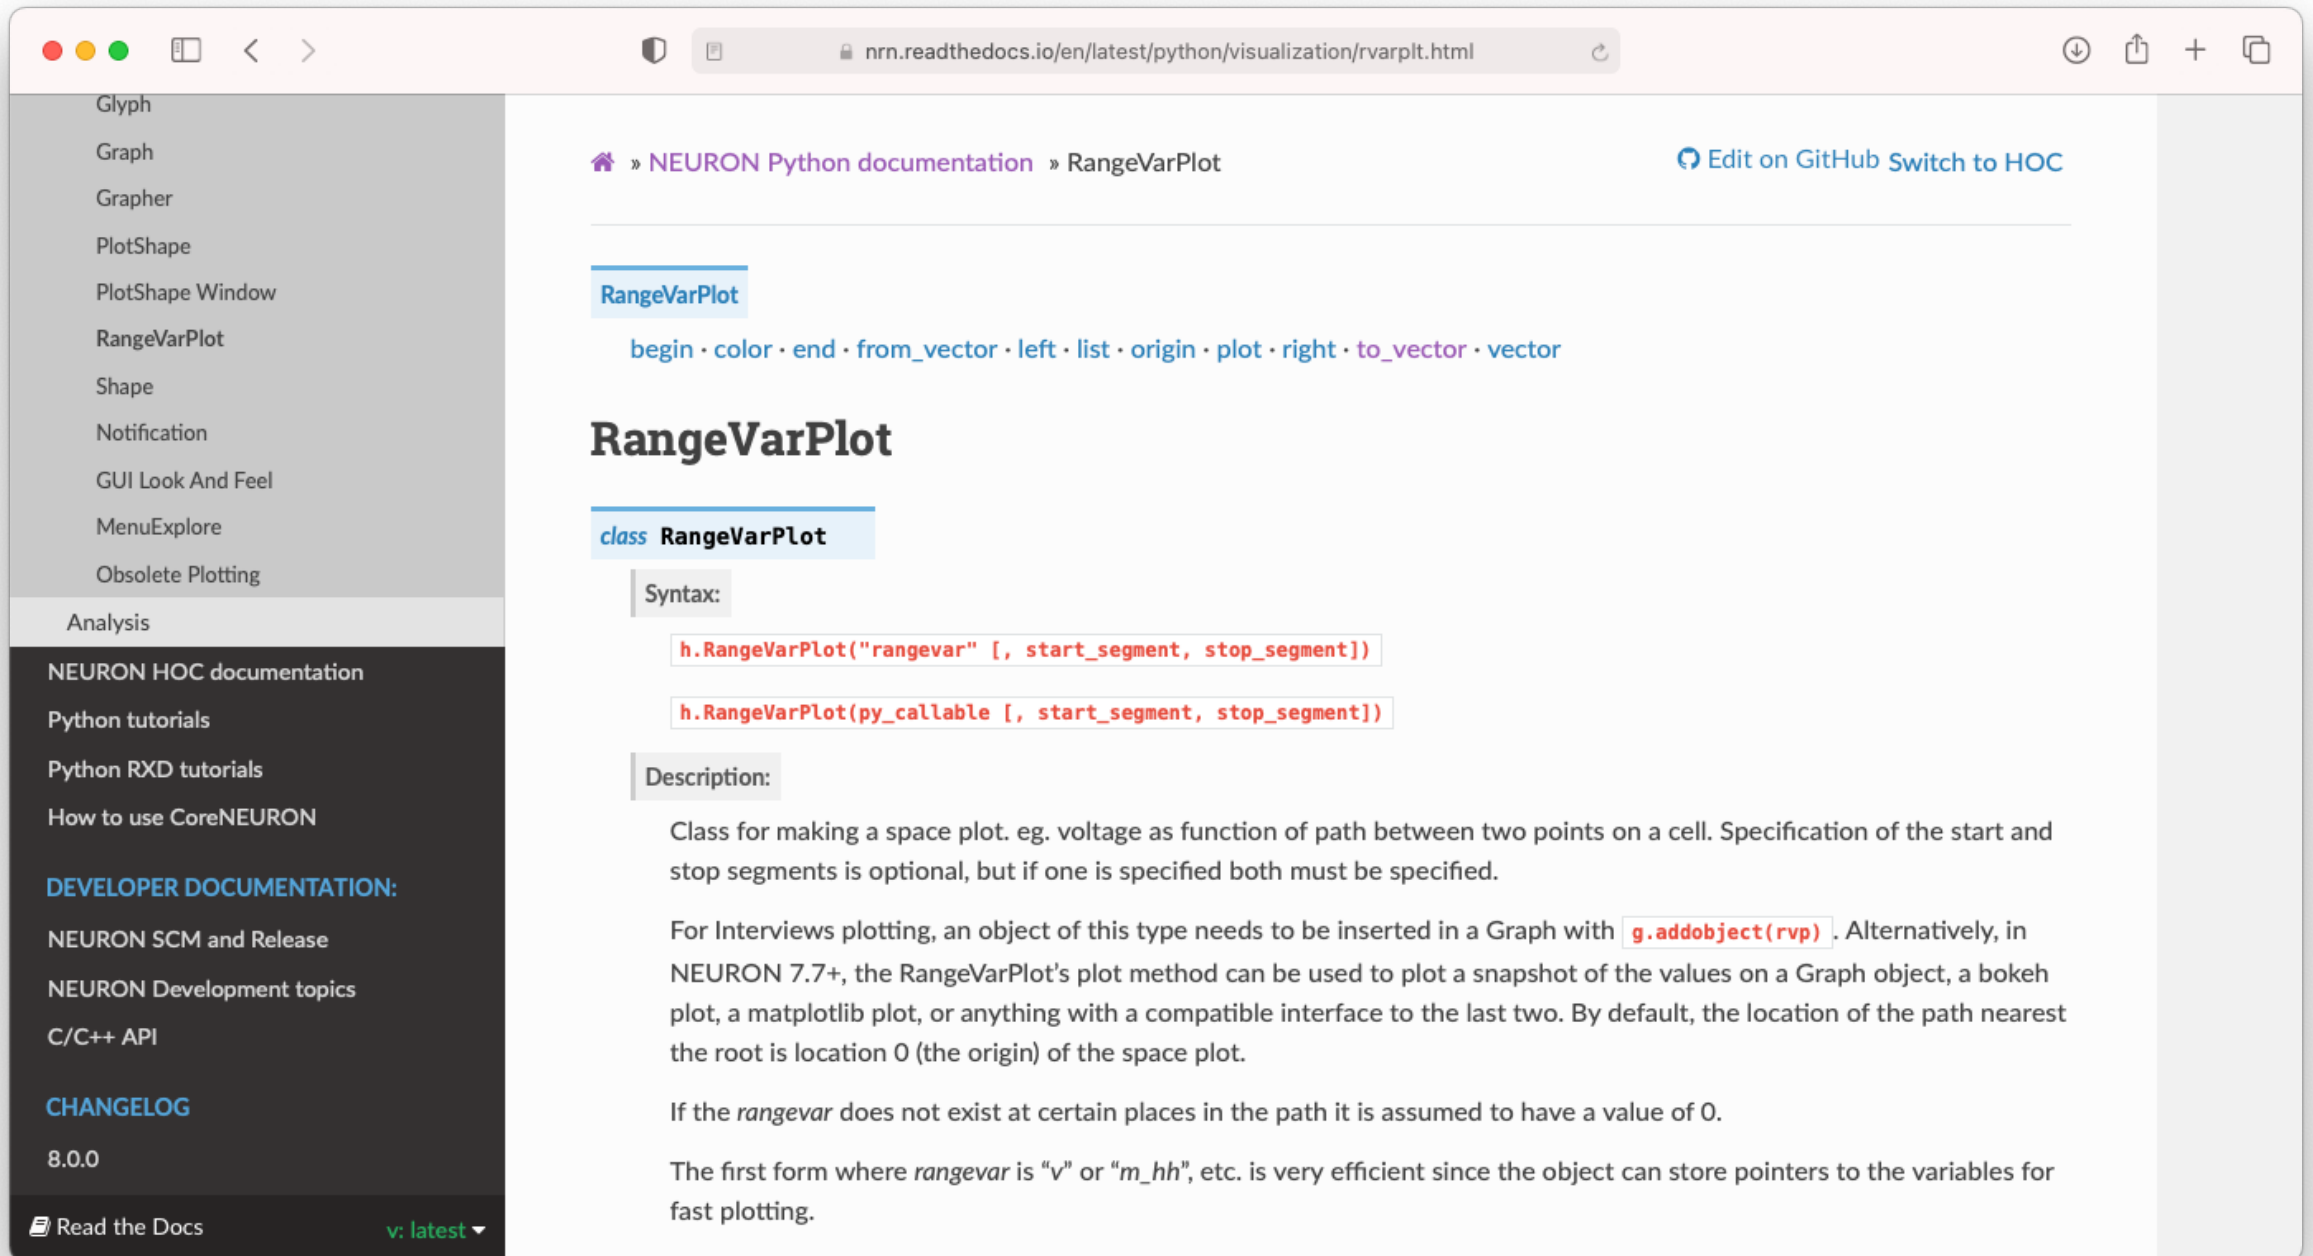 nrn.readthedocs.io/en/latest/python/visualization/rvarplt.html
Glyph
Graph
Grapher
PlotShape
PlotShape Window
RangeVarPlot
Shape
Notification
GUI Look And Feel
MenuExplore
Obsolete Plotting
Analysis
NEURON HOC documentation
Python tutorials
Python RXD tutorials
How to use CoreNEURON
DEVELOPER DOCUMENTATION:
NEURON SCM and Release
NEURON Development topics
C/C++ API
CHANGELOG
8.0.0
Read the Docs
v: latest
» NEURON Python documentation » RangeVarPlot
Edit on GitHub Switch to HOC
RangeVarPlot
begin · color · end · from_vector · left · list · origin · plot · right · to_vector · vector
RangeVarPlot
class RangeVarPlot
Syntax:
h.RangeVarPlot("rangevar" [, start_segment, stop_segment])
h.RangeVarPlot(py_callable [, start_segment, stop_segment])
Description:
Class for making a space plot. eg. voltage as function of path between two points on a cell. Specification of the start and
stop segments is optional, but if one is specified both must be specified.
For Interviews plotting, an object of this type needs to be inserted in a Graph with g.addobject(rvp) . Alternatively, in
NEURON 7.7+, the RangeVarPlot’s plot method can be used to plot a snapshot of the values on a Graph object, a bokeh
plot, a matplotlib plot, or anything with a compatible interface to the last two. By default, the location of the path nearest
the root is location 0 (the origin) of the space plot.
If the rangevar does not exist at certain places in the path it is assumed to have a value of 0.
The first form where rangevar is “v” or “m_hh”, etc. is very efficient since the object can store pointers to the variables for
fast plotting.